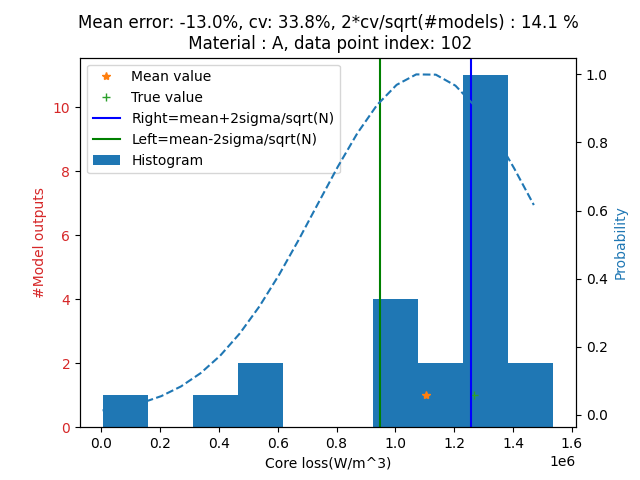 Mean error: -13.0%, cv: 33.8%, 2*cv/sqrt(#models) : 14.1 %
Material : A, data point index: 102
Mean value
True value
Right=mean+2sigma/sqrt(N)
Left=mean-2sigma/sqrt(N)
Histogram
#Model outputs
10
8
6
4
2
0
Probability
1.0
0.8
0.6
0.4
0.2
0.0
0.0 0.2 0.4 0.6 0.8 1.0 1.2 1.4 1.6
1e6
Core loss(W/m^3)